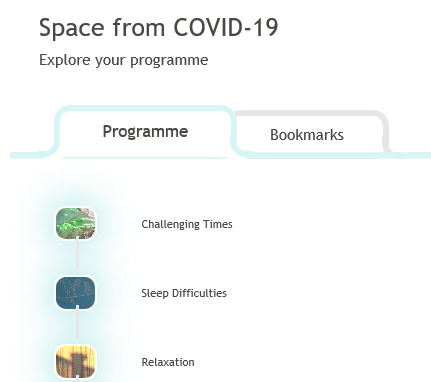 Space from COVID-19
Explore your programme
Programme
Bookmarks
Challenging Times
Sleep Difficulties
Relaxation